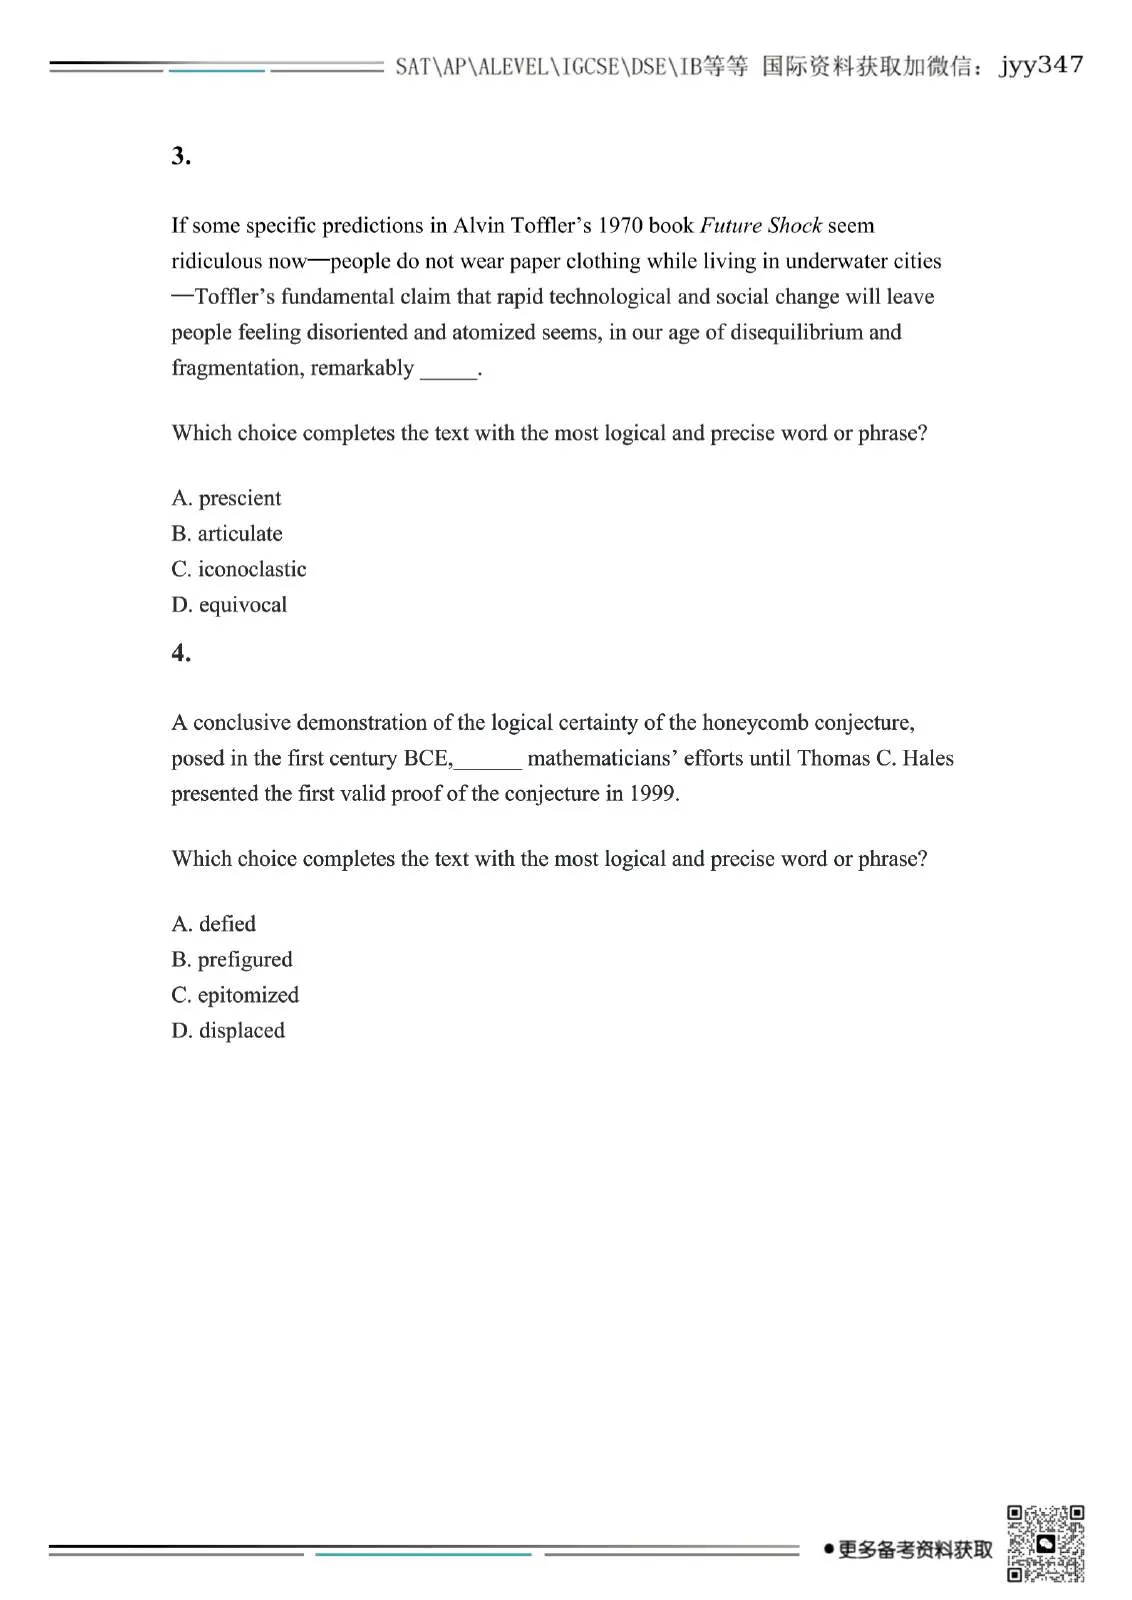 SAT\AP\ALEVEL\IGCSE\DSE\IB等等 国际资料获取加微信: jyy347
3.
If some specific predictions in Alvin Toffler’s 1970 book Future Shock seem
ridiculous now—people do not wear paper clothing while living in underwater cities
—Toffler’s fundamental claim that rapid technological and social change will leave
people feeling disoriented and atomized seems, in our age of disequilibrium and
fragmentation, remarkably _____.
Which choice completes the text with the most logical and precise word or phrase?
A. prescient
B. articulate
C. iconoclastic
D. equivocal
4.
A conclusive demonstration of the logical certainty of the honeycomb conjecture,
posed in the first century BCE,______ mathematicians’ efforts until Thomas C. Hales
presented the first valid proof of the conjecture in 1999.
Which choice completes the text with the most logical and precise word or phrase?
A. defied
B. prefigured
C. epitomized
D. displaced
●更多备考资料获取